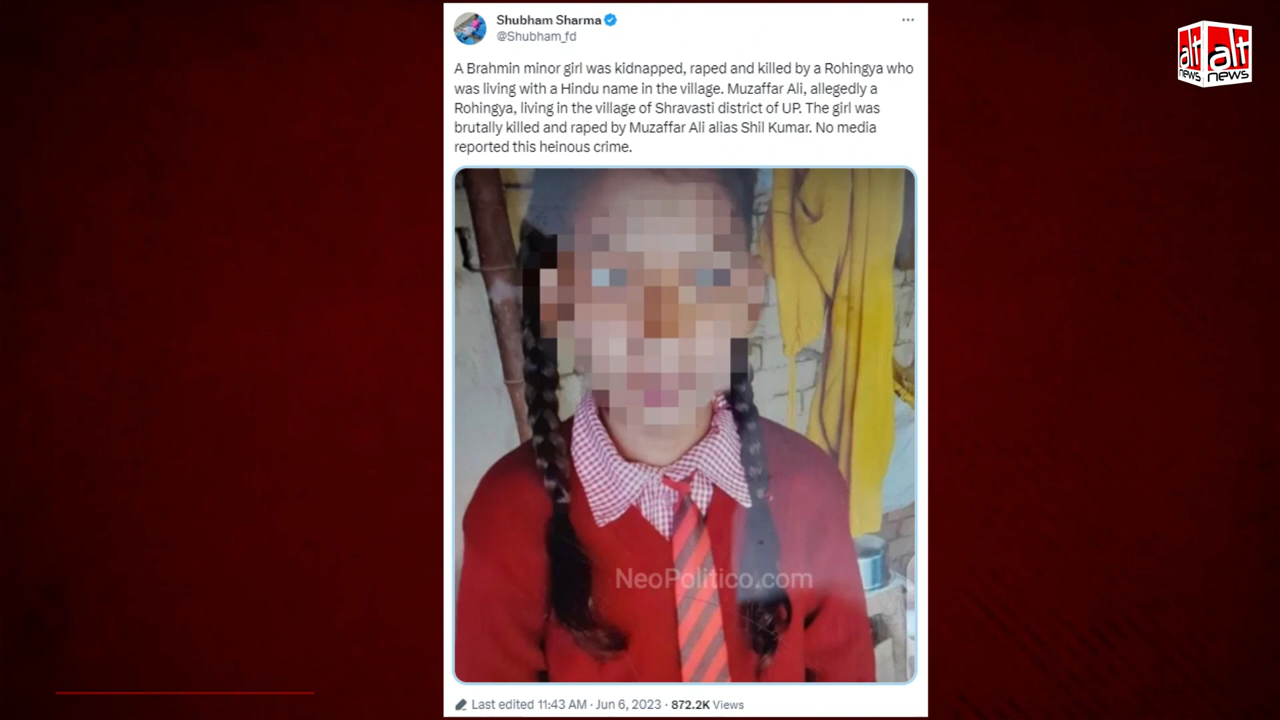 Shubham Sharma
@Shubham_fd
A Brahmin minor girl was kidnapped, raped and killed by a Rohingya who
was living with a Hindu name in the village. Muzaffar Ali, allegedly a
Rohingya, living in the village of Shravasti district of UP. The girl was
brutally killed and raped by Muzaffar Ali alias Shil Kumar. No media
reported this heinous crime.
NeoPolitico.com
Last edited 11:43 AM · Jun 6, 2023 · 872.2K Views
alt alt
news news